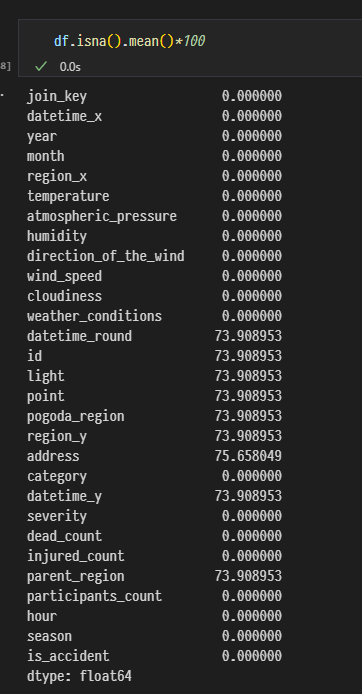 df.isna().mean()*100
8] 0.0s
join_key 0.000000
datetime_x 0.000000
year 0.000000
month 0.000000
region_x 0.000000
temperature 0.000000
atmospheric_pressure 0.000000
humidity 0.000000
direction_of_the_wind 0.000000
wind_speed 0.000000
cloudiness 0.000000
weather_conditions 0.000000
datetime_round 73.908953
id 73.908953
light 73.908953
point 73.908953
pogoda_region 73.908953
region_y 73.908953
address 75.658049
category 0.000000
datetime_y 73.908953
severity 0.000000
dead_count 0.000000
injured_count 0.000000
parent_region 73.908953
participants_count 0.000000
hour 0.000000
season 0.000000
is_accident 0.000000
dtype: float64